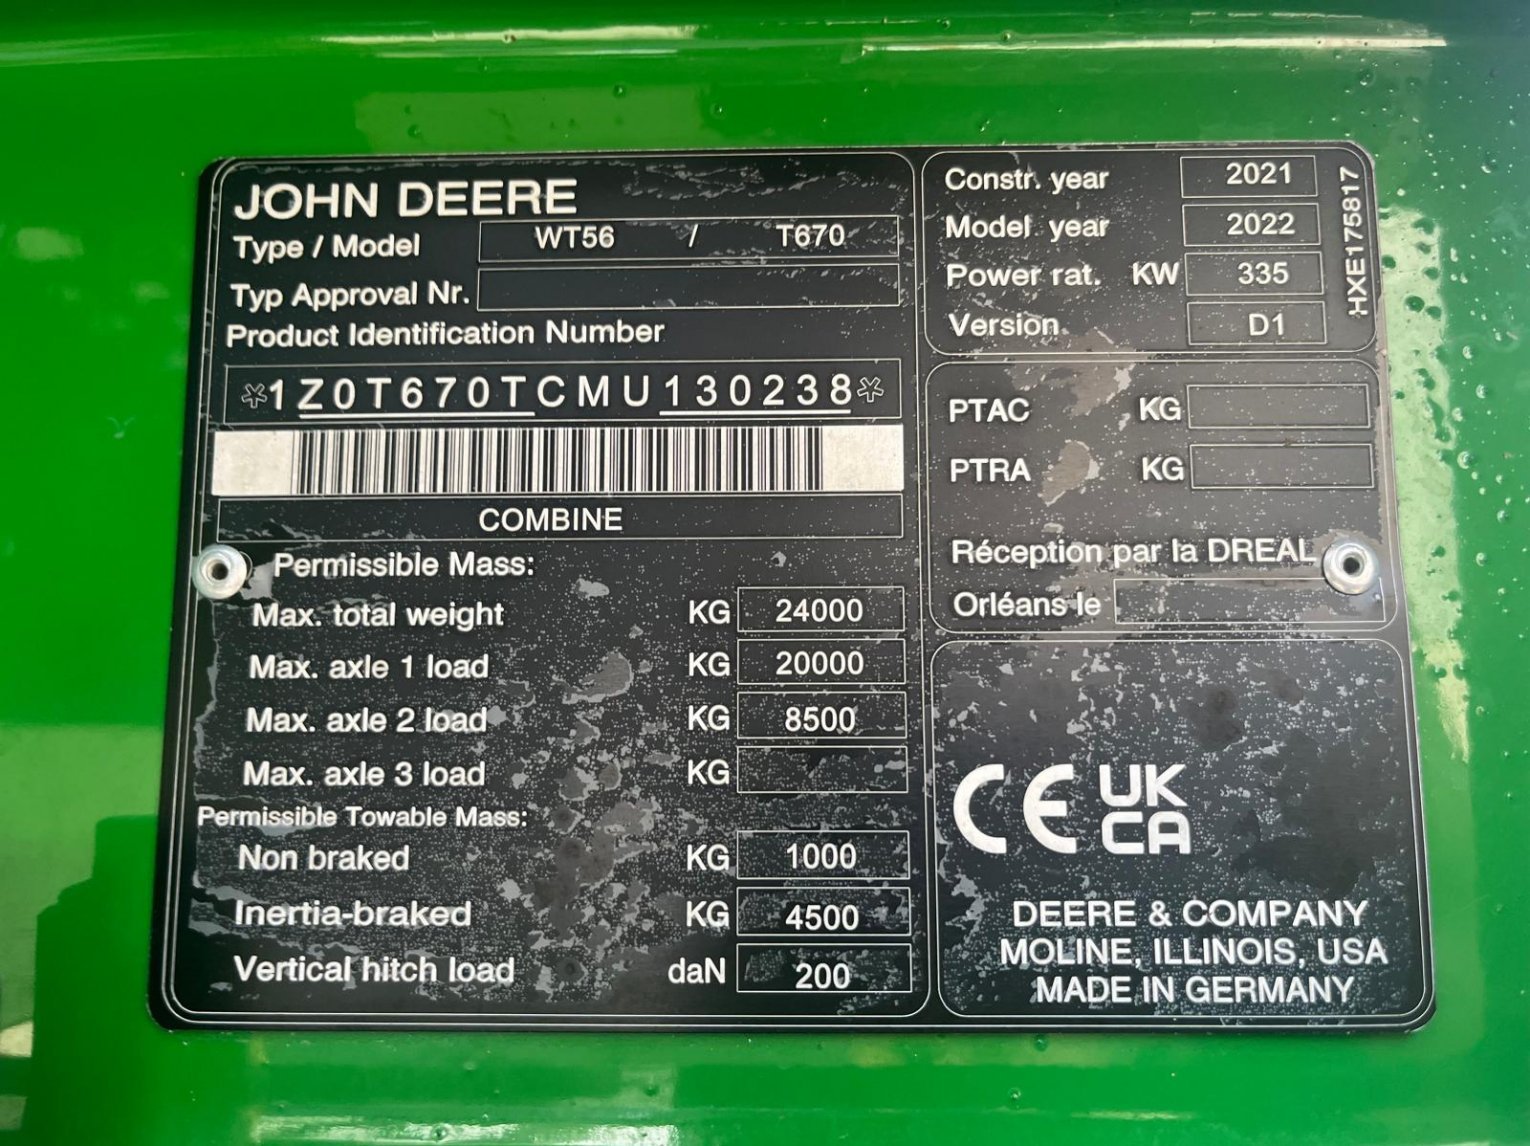 JOHN DEERE
Type / Model WT56 / T670
Typ Approval Nr.
Product Identification Number
*1Z0T670TCMU130238*
COMBINE
Permissible Mass:
Max. total weight KG 24000
Max. axle 1 load KG 20000
Max. axle 2 load KG 8500
Max. axle 3 load KG
Permissible Towable Mass:
Non braked KG 1000
Inertia-braked KG 4500
Vertical hitch load daN 200
Constr. year 2021
Model year 2022
Power rat. KW 335
Version D1
HXE175817
PTAC KG
PTRA KG
Réception par la DREAL
Orléans le
CE UK
CA
DEERE & COMPANY
MOLINE, ILLINOIS, USA
MADE IN GERMANY